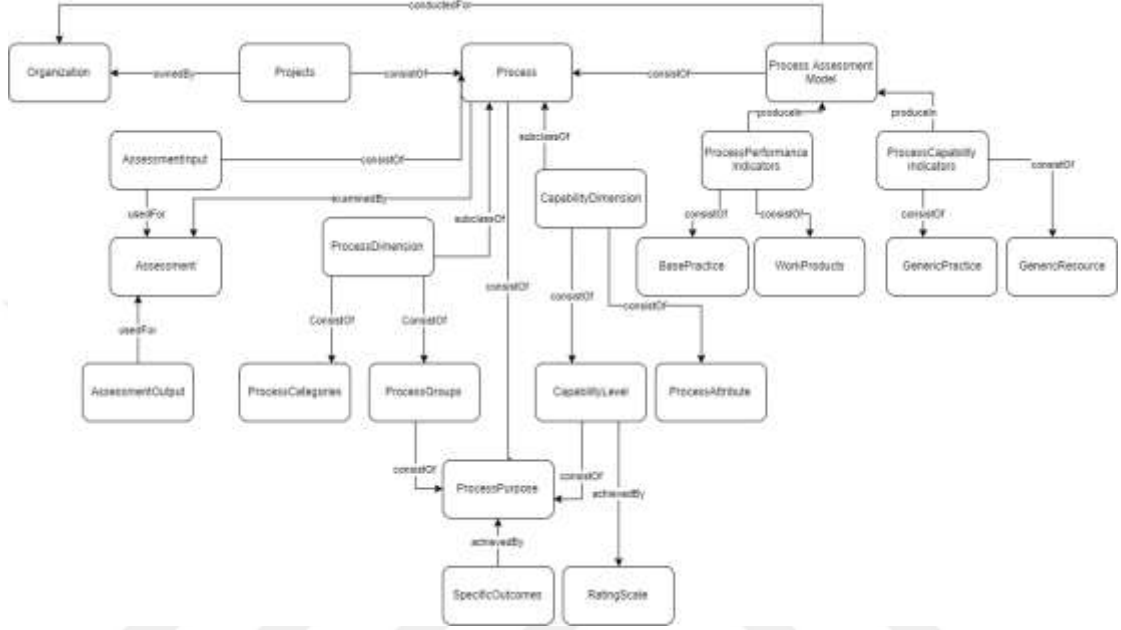 conductedFor
Organization
ownedBy
Projects
consistOf
Process
consistOf
Process Assessment
Model
produceIn
produceIn
subclassOf
AssessmentInput
consistOf
ProcessPerformance
Indicators
ProcessCapability
Indicators
consistOf
examinedBy
CapabilityDimension
usedFor
subclassOf
consistOf
consistOf
consistOf
ProcessDimension
Assessment
BasePractice
WorkProducts
GenericPractice
GenericResource
consistOf
consistOf
consistOf
ConsistOf
ConsistOf
usedFor
AssessmentOutput
ProcessCategories
ProcessGroups
CapabilityLevel
ProcessAttribute
consistOf
consistOf
ProcessPurpose
achievedBy
achievedBy
SpecificOutcomes
RatingScale